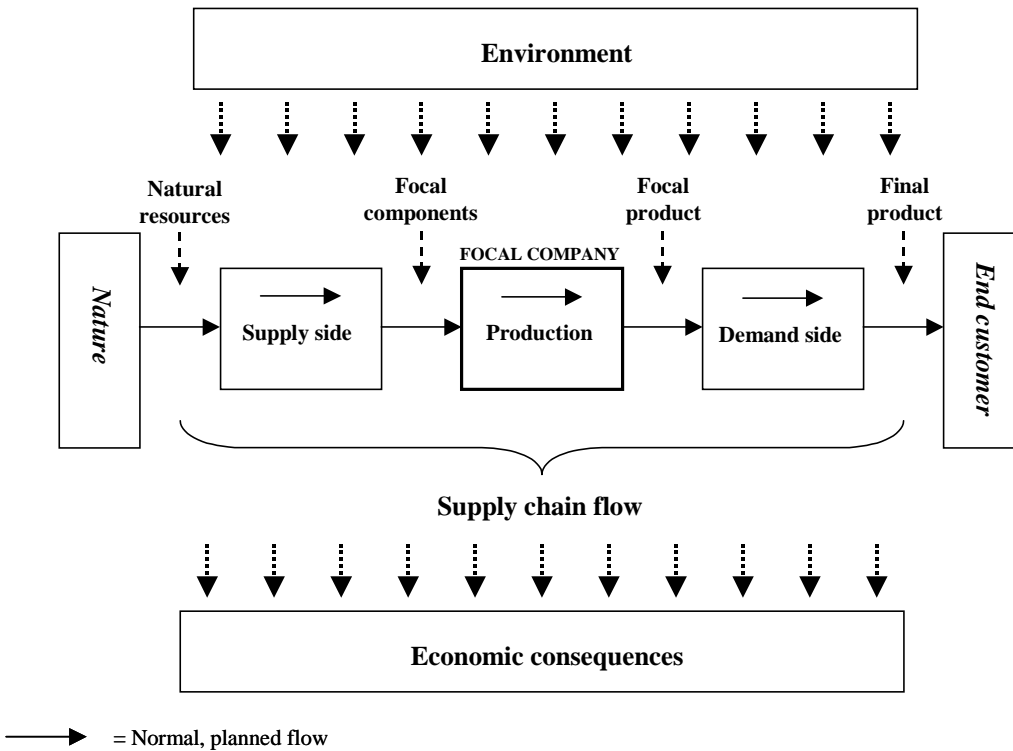 Environment
Natural
resources
Focal
components
Focal
product
Final
product
FOCAL COMPANY
Nature
Supply side
Production
Demand side
End customer
Supply chain flow
Economic consequences
= Normal, planned flow